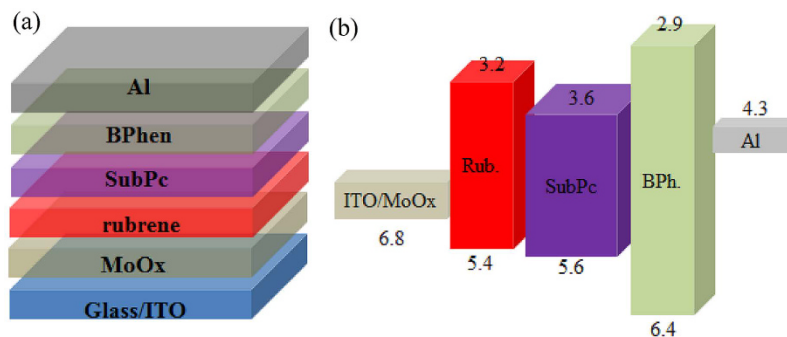 (a)
Al
BPhen
SubPc
rubrene
MoOx
Glass/ITO
(b)
2.9
3.2
3.6
4.3
Rub.
SubPc
BPh.
Al
ITO/MoOx
6.8
5.4
5.6
6.4